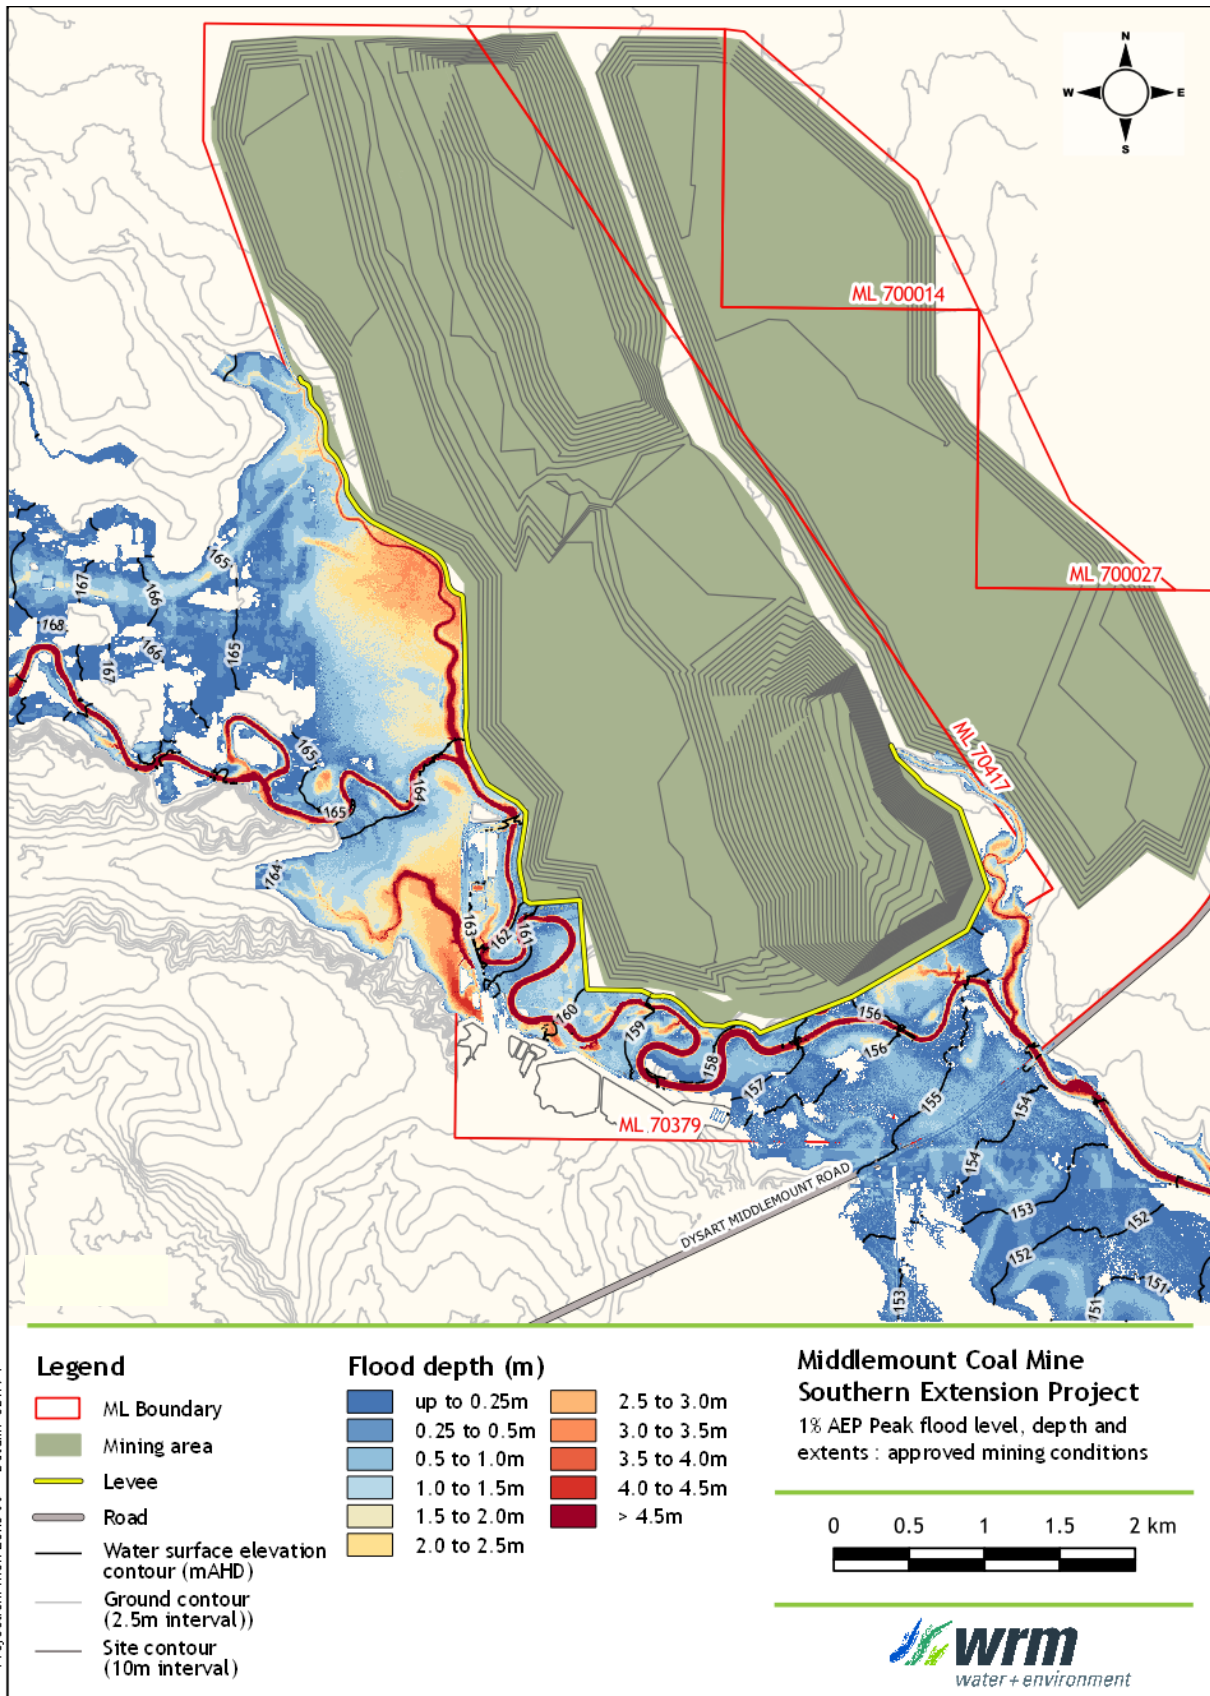 N
W E
S
ML 700014
ML 700027
ML 70417
165
167
166
168
165
166
167
165
165
164
164
163
162
161
160
159
158
157
156
156
155
154
154
153
152
152
153
151
151
ML 70379
DYSART MIDDLEMOUNT ROAD
Legend
ML Boundary
Mining area
Levee
Road
Water surface elevation
contour (mAHD)
Ground contour
(2.5m interval))
Site contour
(10m interval)
Flood depth (m)
up to 0.25m
0.25 to 0.5m
0.5 to 1.0m
1.0 to 1.5m
1.5 to 2.0m
2.0 to 2.5m
2.5 to 3.0m
3.0 to 3.5m
3.5 to 4.0m
4.0 to 4.5m
> 4.5m
Middlemount Coal Mine
Southern Extension Project
1% AEP Peak flood level, depth and
extents : approved mining conditions
0 0.5 1 1.5 2 km
wrm
water + environment